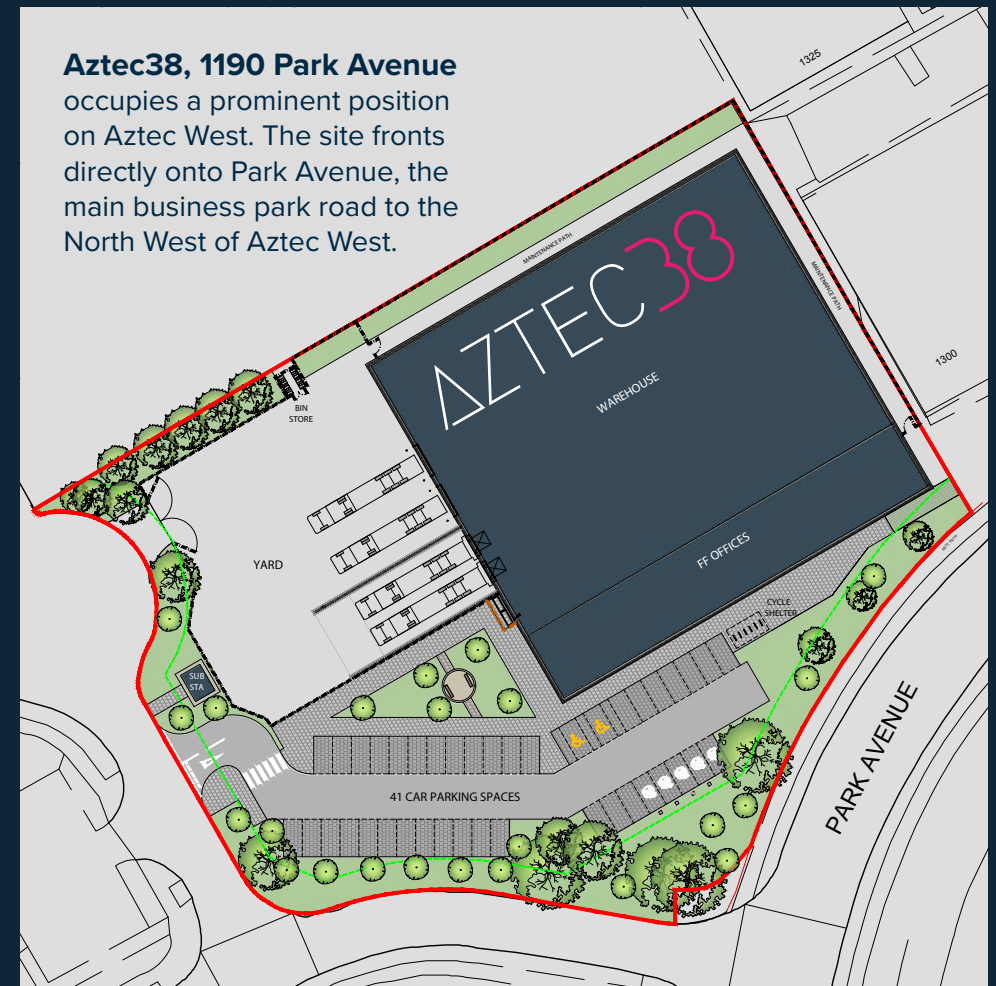 Aztec38, 1190 Park Avenue
occupies a prominent position
on Aztec West. The site fronts
directly onto Park Avenue, the
main business park road to the
North West of Aztec West.
1325
MAINTENANCE PATH
AZTEC38
MAINTENANCE PATH
WAREHOUSE
1300
BIN
STORE
YARD
FF OFFICES
CYCLE
SHELTER
SUB
STA
41 CAR PARKING SPACES
PARK AVENUE